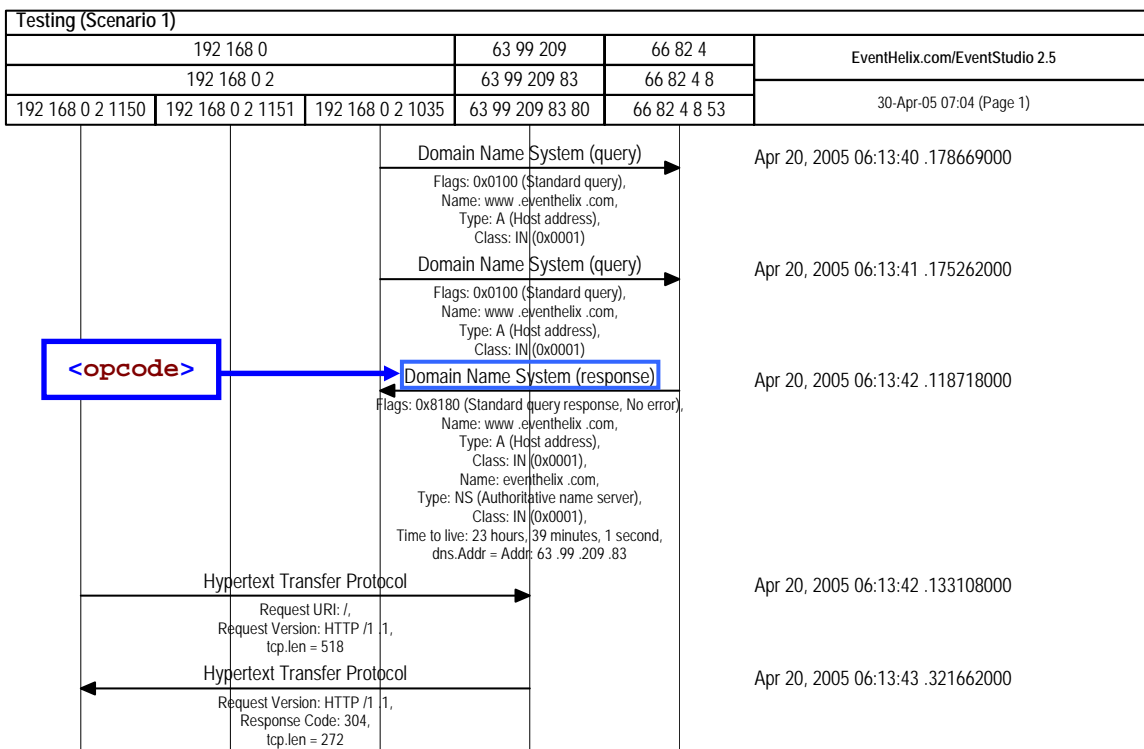 Testing (Scenario 1)
192 168 0
63 99 209
66 82 4
EventHelix.com/EventStudio 2.5
192 168 0 2
63 99 209 83
66 82 4 8
192 168 0 2 1150
192 168 0 2 1151
192 168 0 2 1035
63 99 209 83 80
66 82 4 8 53
30-Apr-05 07:04 (Page 1)
Domain Name System (query)
Apr 20, 2005 06:13:40 .178669000
Flags: 0x0100 (Standard query),
Name: www .eventhelix .com,
Type: A (Host address),
Class: IN (0x0001)
Domain Name System (query)
Apr 20, 2005 06:13:41 .175262000
Flags: 0x0100 (Standard query),
Name: www .eventhelix .com,
Type: A (Host address),
Class: IN (0x0001)
<opcode>
Domain Name System (response)
Apr 20, 2005 06:13:42 .118718000
Flags: 0x8180 (Standard query response, No error),
Name: www .eventhelix .com,
Type: A (Host address),
Class: IN (0x0001),
Name: eventhelix .com,
Type: NS (Authoritative name server),
Class: IN (0x0001),
Time to live: 23 hours, 39 minutes, 1 second,
dns.Addr = Addr: 63 .99 .209 .83
Hypertext Transfer Protocol
Apr 20, 2005 06:13:42 .133108000
Request URI: /,
Request Version: HTTP /1 .1,
tcp.len = 518
Hypertext Transfer Protocol
Apr 20, 2005 06:13:43 .321662000
Request Version: HTTP /1 .1,
Response Code: 304,
tcp.len = 272